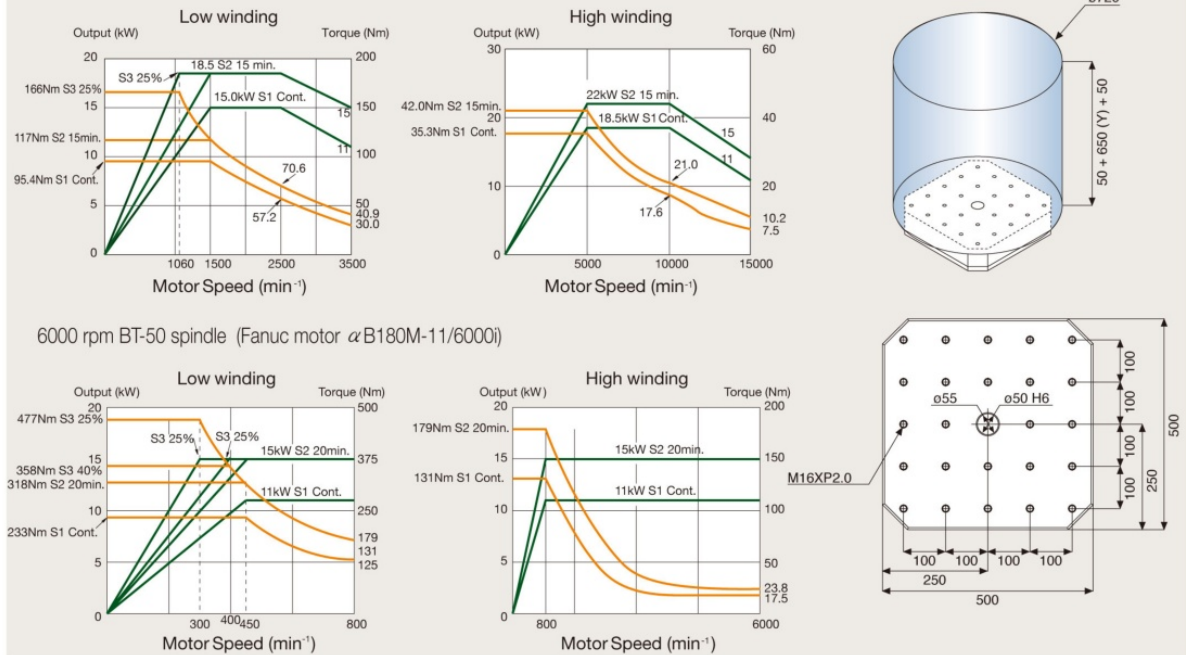 Low winding
Output (kW)
Torque (Nm)
20
15
10
5
0
166Nm S3 25%
117Nm S2 15min.
95.4Nm S1 Cont.
S3 25%
18.5 S2 15 min.
15.0kW S1 Cont.
15
11
70.6
57.2
200
150
100
50
40.9
30.0
1060 1500 2500 3500
Motor Speed (min⁻¹)
High winding
Output (kW)
Torque (Nm)
30
20
10
0
42.0Nm S2 15min.
35.3Nm S1 Cont.
22kW S2 15 min.
18.5kW S1 Cont.
15
11
21.0
17.6
60
40
20
10.2
7.5
5000 10000 15000
Motor Speed (min⁻¹)
50 + 650 (Y) + 50
6000 rpm BT-50 spindle (Fanuc motor αB180M-11/6000i)
Low winding
Output (kW)
Torque (Nm)
20
15
10
5
0
477Nm S3 25%
358Nm S3 40%
318Nm S2 20min.
233Nm S1 Cont.
S3 25%
S3 25%
15kW S2 20min.
11kW S1 Cont.
500
375
250
179
131
125
300 400 450 800
Motor Speed (min⁻¹)
High winding
Output (kW)
Torque (Nm)
20
15
10
5
0
179Nm S2 20min.
131Nm S1 Cont.
15kW S2 20min.
11kW S1 Cont.
200
150
100
50
23.8
17.5
800 6000
Motor Speed (min⁻¹)
ø55
ø50 H6
M16XP2.0
100
100
100
100
250
500
100 100 100 100
250
500